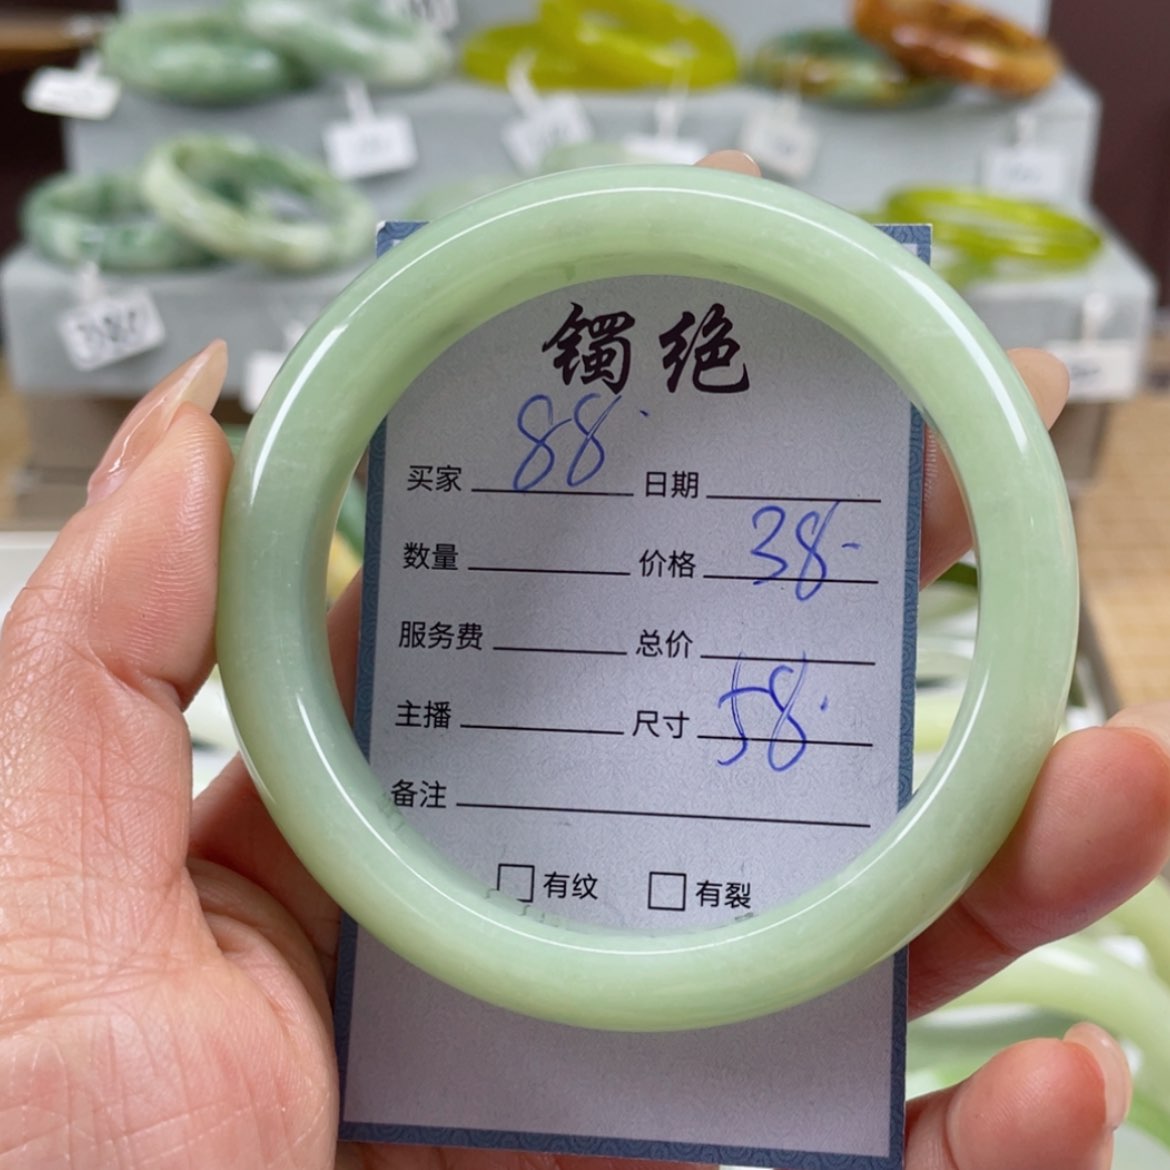 镯绝
买家 88. 日期
数量 价格 38-
服务费 总价
主播 尺寸 58.
备注
有纹 有裂